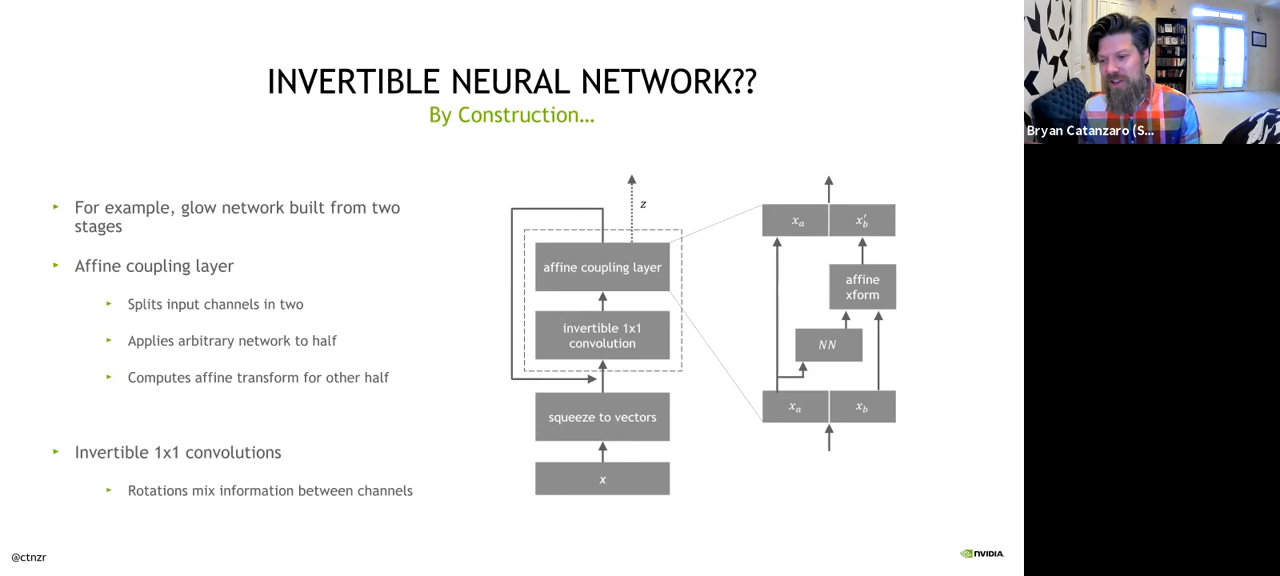 INVERTIBLE NEURAL NETWORK??
By Construction…
For example, glow network built from two
stages
Affine coupling layer
Splits input channels in two
Applies arbitrary network to half
Computes affine transform for other half
Invertible 1x1 convolutions
Rotations mix information between channels
z
affine coupling layer
invertible 1x1
convolution
squeeze to vectors
x
xₐ
x′_b
affine
xform
NN
xₐ
x_b
@ctnzr
NVIDIA.
Bryan Catanzaro (S...